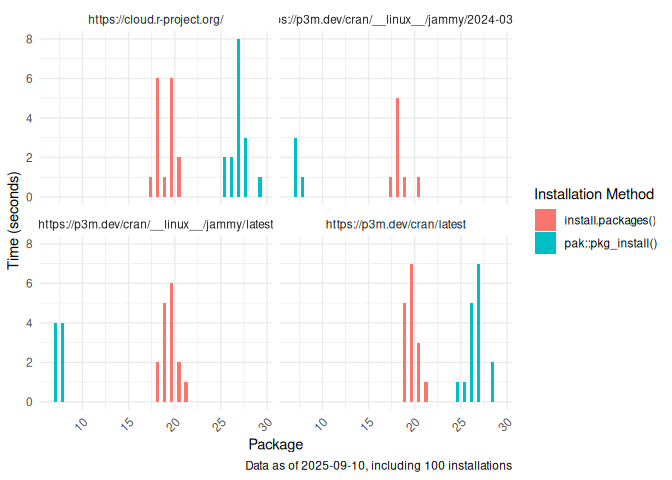 https://cloud.r-project.org/
s://p3m.dev/cran/__linux__/jammy/2024-03
8
6
4
2
0
https://p3m.dev/cran/__linux__/jammy/latest
https://p3m.dev/cran/latest
8
6
4
2
0
10
15
20
25
30
10
15
20
25
30
Time (seconds)
Package
Installation Method
install.packages()
pak::pkg_install()
Data as of 2025-09-10, including 100 installations